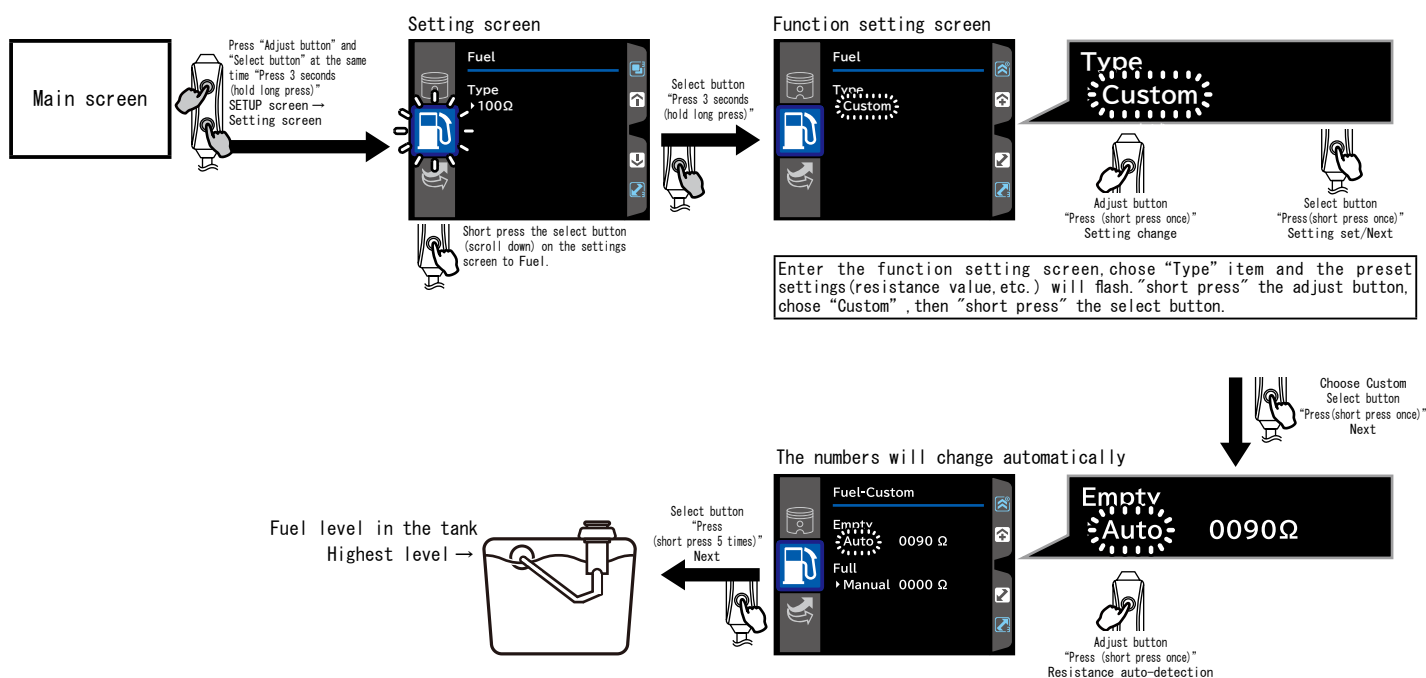 Setting screen
Function setting screen
Main screen
Press “Adjust button” and
“Select button” at the same
time “Press 3 seconds
(hold long press)”
SETUP screen→
Setting screen
Fuel
Type
▸100Ω
Short press the select button
(scroll down) on the settings
screen to Fuel.
Select button
“Press 3 seconds
(hold long press)”
Fuel
Type
Custom
Type
Custom
Adjust button
“Press (short press once)”
Setting change
Select button
“Press(short press once)”
Setting set/Next
Enter the function setting screen,chose “Type” item and the preset
settings(resistance value,etc.) will flash."short press" the adjust button,
chose “Custom” ,then "short press" the select button.
Choose Custom
Select button
“Press(short press once)”
Next
The numbers will change automatically
Fuel-Custom
Empty
Auto 0090 Ω
Full
▸Manual 0000 Ω
Empty
Auto 0090Ω
Adjust button
“Press (short press once)”
Resistance auto-detection
Select button
“Press
(short press 5 times)”
Next
Fuel level in the tank
Highest level→